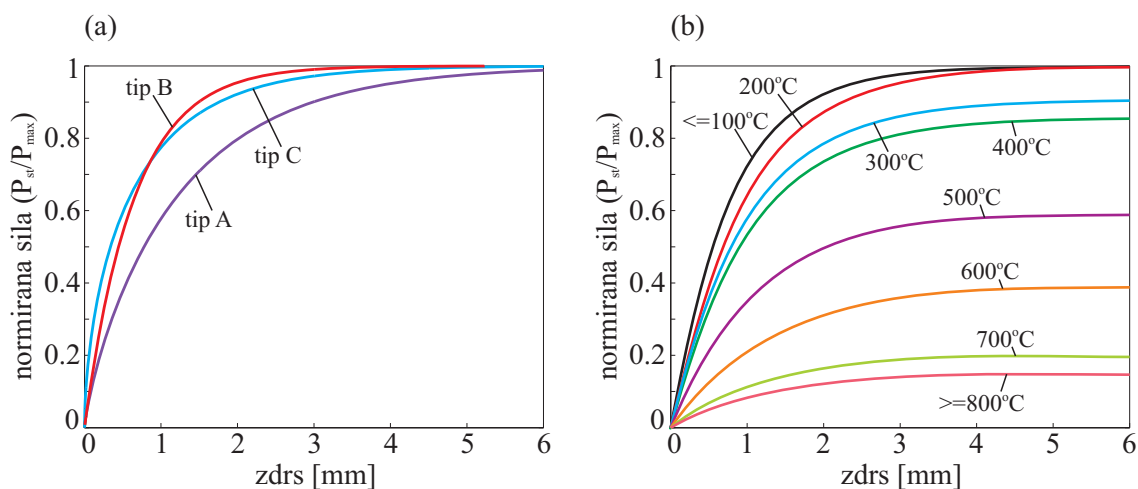 (a)
normirana sila (Pst/Pmax)
1
0.8
0.6
0.4
0.2
0
tip B
tip C
tip A
0 1 2 3 4 5 6
zdrs [mm]
(b)
normirana sila (Pst/Pmax)
1
0.8
0.6
0.4
0.2
0
200°C
<=100°C
300°C
400°C
500°C
600°C
700°C
>=800°C
0 1 2 3 4 5 6
zdrs [mm]